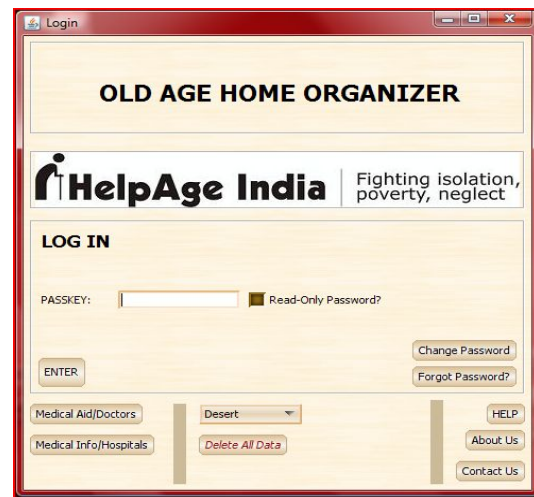 Login
OLD AGE HOME ORGANIZER
HelpAge India
Fighting isolation,
poverty, neglect
LOG IN
PASSKEY:
Read-Only Password?
Change Password
ENTER
Forgot Password?
Medical Aid/Doctors
Desert
HELP
Medical Info/Hospitals
Delete All Data
About Us
Contact Us